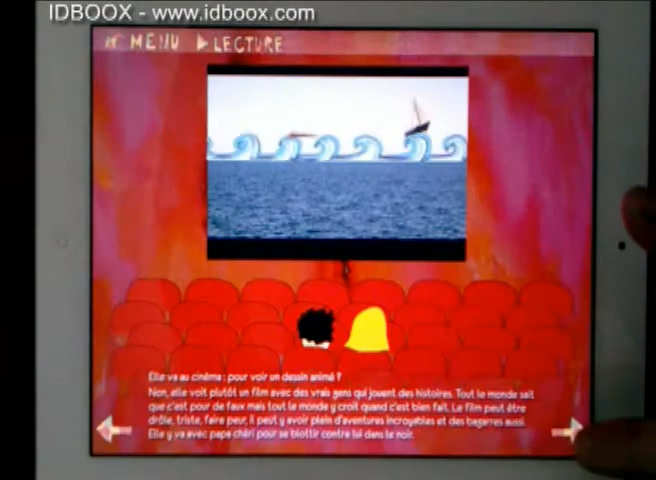 IDBOOX - www.idboox.com
MENU LECTURE
Elle va au cinéma : pour voir un dessin animé ?
Non, elle voit plutôt un film avec des vrais gens qui jouent des histoires. Tout le monde sait
que c'est pour de faux mais tout le monde y croit quand c'est bien fait. Le film peut être
drôle, triste, faire peur, il peut y avoir plein d'aventures incroyables et des bagarres aussi.
Elle y va avec papa chéri pour se blottir contre lui dans le noir.